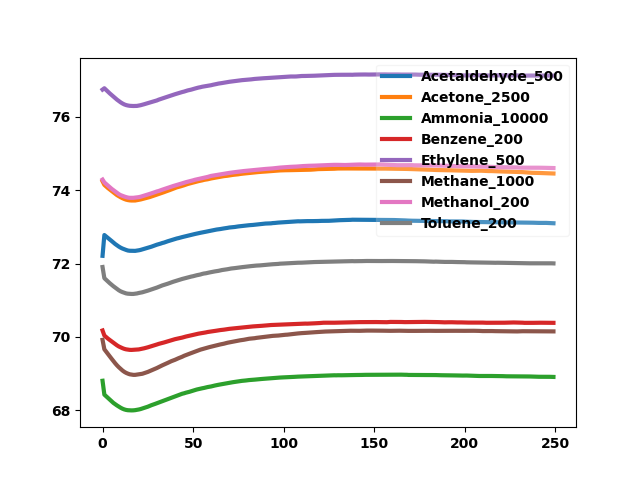 76
74
72
70
68
0 50 100 150 200 250
Acetaldehyde_500
Acetone_2500
Ammonia_10000
Benzene_200
Ethylene_500
Methane_1000
Methanol_200
Toluene_200